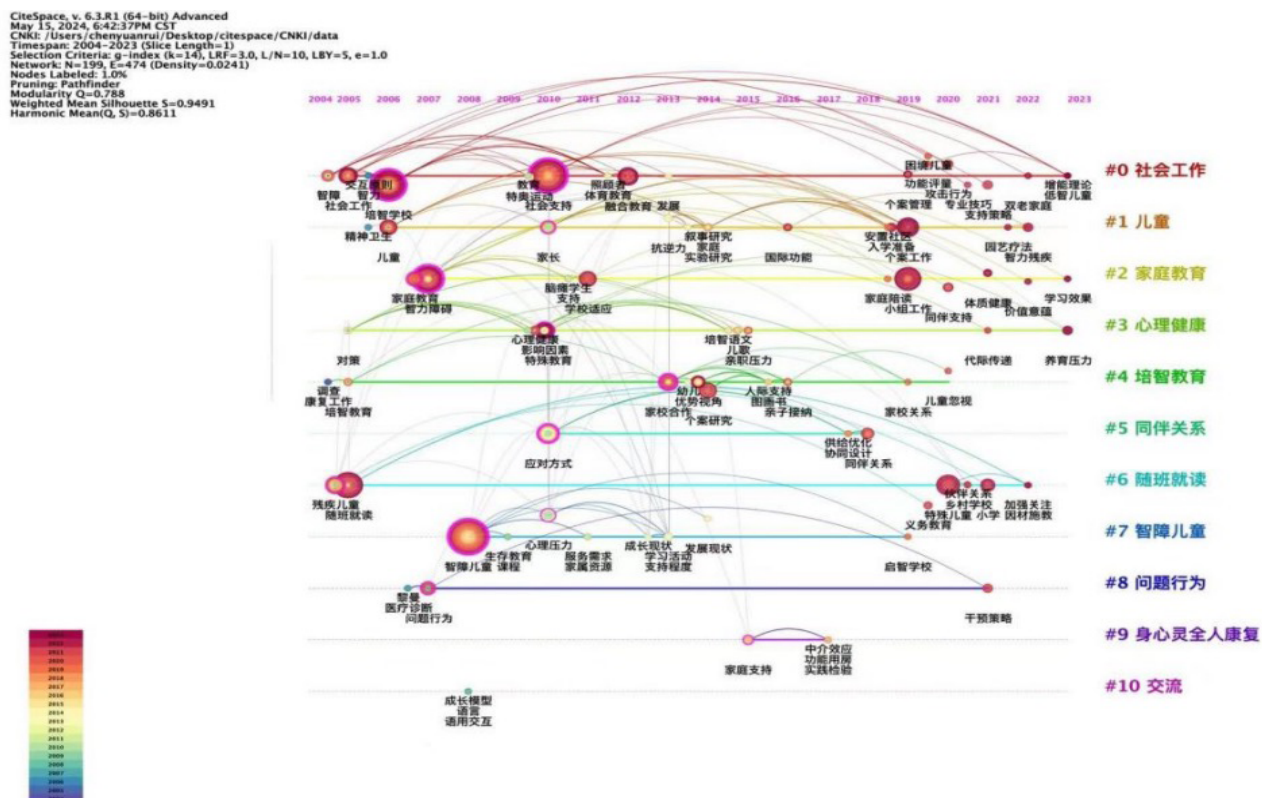 CiteSpace, v. 6.3.R1 (64-bit) Advanced
May 15, 2024, 6:42:37PM CST
CNKI: /Users/chenyuanrui/Desktop/citespace/CNKI/data
Timespan: 2004-2023 (Slice Length=1)
Selection Criteria: g-index (k=14), LRF=3.0, L/N=10, LBY=5, e=1.0
Network: N=199, E=474 (Density=0.0241)
Nodes Labeled: 1.0%
Pruning: Pathfinder
Modularity Q=0.788
Weighted Mean Silhouette S=0.9491
Harmonic Mean(Q, S)=0.8611
2004 2005 2006 2007 2008 2009 2010 2011 2012 2013 2014 2015 2016 2017 2018 2019 2020 2021 2022 2023
困境儿童
#0 社会工作
交互原则 教育 照顾者 功能评量 增能理论
智障 智力 特奥运动 体育教育 攻击行为 低智儿童
社会工作 社会支持 融合教育 发展 个案管理 专业技巧 双老家庭
培智学校 支持策略
#1 儿童
精神卫生 叙事研究 安置社区
抗逆力 家庭 入学准备 园艺疗法
儿童 家长 实验研究 国际功能 个案工作 智力残疾
#2 家庭教育
脑瘫学生
家庭教育 支持 家庭陪读 体质健康 学习效果
智力障碍 学校适应 小组工作 价值意蕴
同伴支持
#3 心理健康
心理健康 培智语文
影响因素 儿歌
对策 特殊教育 亲职压力 代际传递 养育压力
#4 培智教育
调查 幼儿 人际支持
康复工作 优势视角 图画书 儿童忽视
培智教育 家校合作 亲子接纳 家校关系
个案研究
#5 同伴关系
供给优化
协同设计
应对方式 同伴关系
#6 随班就读
伙伴关系
残疾儿童 乡村学校 加强关注
随班就读 特殊儿童 小学 因材施教
义务教育
#7 智障儿童
心理压力 成长现状 发展现状
生存教育 服务需求 学习活动
智障儿童 课程 家属资源 支持程度 启智学校
#8 问题行为
黎曼
医疗诊断
问题行为 干预策略
#9 身心灵全人康复
中介效应
家庭支持 功能用房
实践检验
#10 交流
成长模型
语言
语用交互
2021
2020
2019
2018
2017
2016
2015
2014
2013
2012
2011
2010
2009
2008
2007